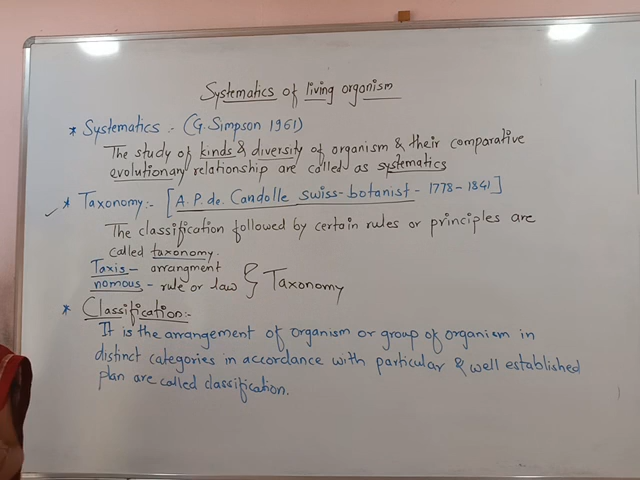 Systematics of living organism
* Systematics :- (G. Simpson 1961)
The study of kinds & diversity of organism & their comparative
evolutionary relationship are called as systematics
* Taxonomy :- [A. P. de. Candolle swiss-botanist - 1778 - 1841]
The classification followed by certain rules or principles are
called taxonomy.
Taxis - arrangment
nomous - rule or law } Taxonomy
* Classification :-
It is the arrangement of organism or group of organism in
distinct categories in accordance with particular & well established
plan are called classification.